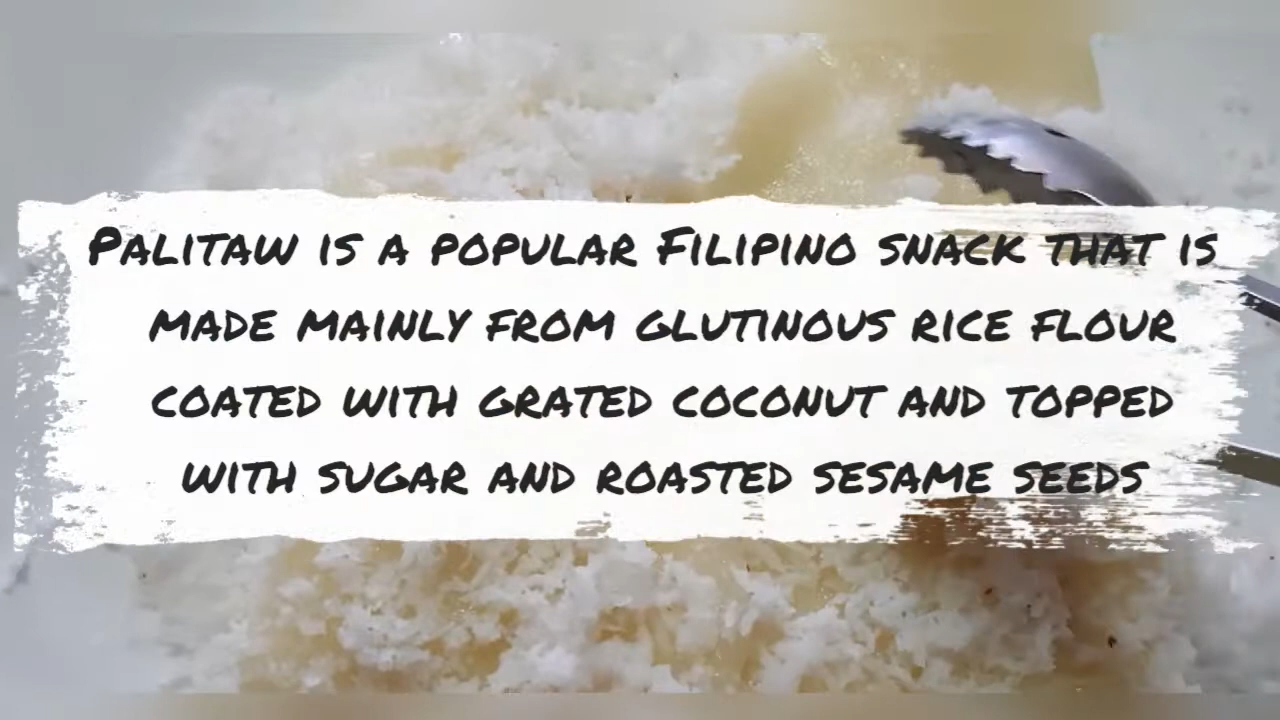 Palitaw is a popular Filipino snack that is
made mainly from glutinous rice flour
coated with grated coconut and topped
with sugar and roasted sesame seeds